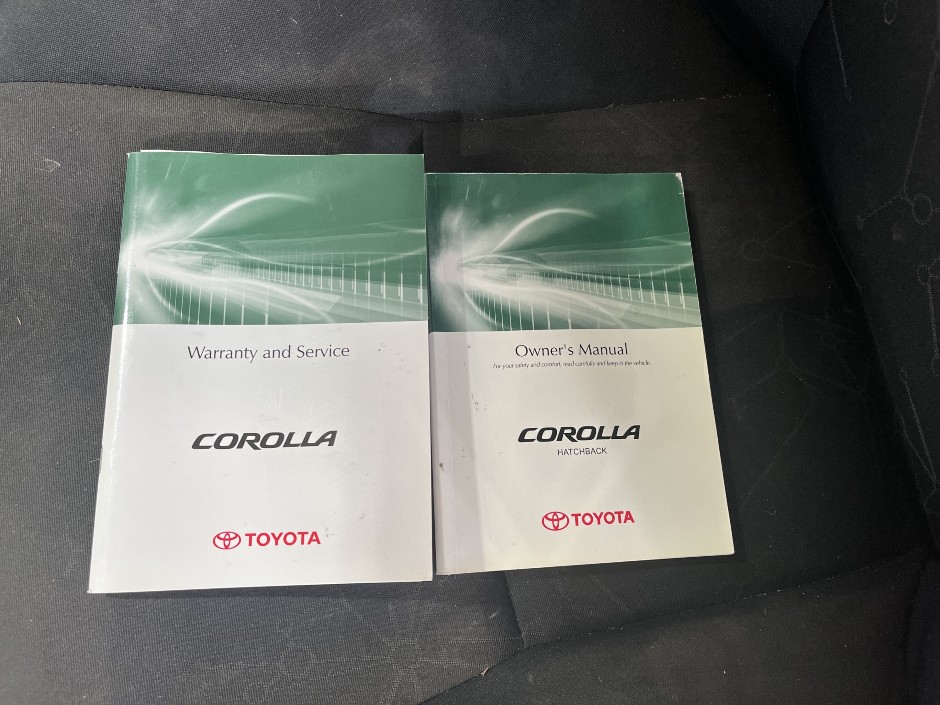 Warranty and Service
COROLLA
TOYOTA
Owner's Manual
For your safety and comfort, read carefully and keep in the vehicle.
COROLLA
HATCHBACK
TOYOTA